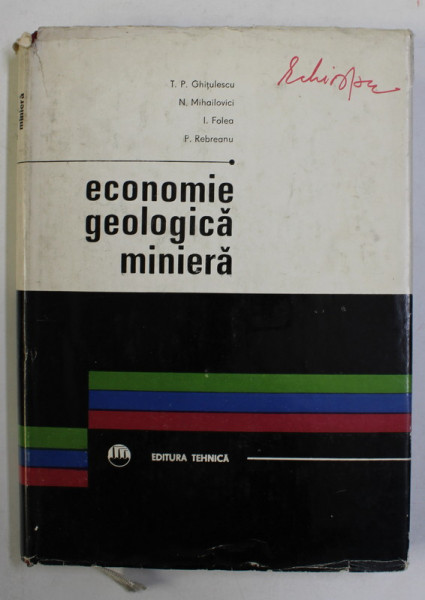 T. P. Ghițulescu
N. Mihailovici
I. Folea
P. Rebreanu
economie
geologică
minieră
EDITURA TEHNICĂ
minieră